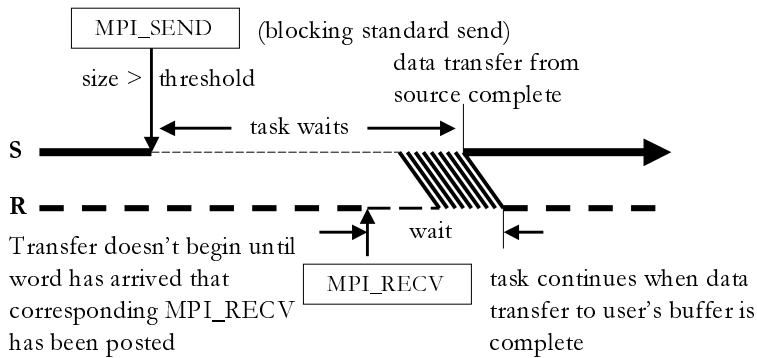 MPI_SEND (blocking standard send)
size > threshold
data transfer from
source complete
task waits
S
R
wait
Transfer doesn't begin until
word has arrived that
corresponding MPI_RECV
has been posted
MPI_RECV
task continues when data
transfer to user's buffer is
complete